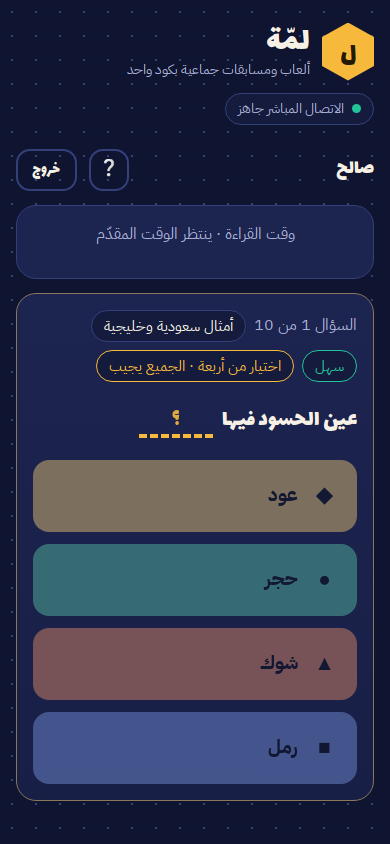 ل
لمّة
ألعاب ومسابقات جماعية بكود واحد
الاتصال المباشر جاهز
صالح
?
خروج
وقت القراءة · ينتظر الوقت المقدّم
السؤال 1 من 10
أمثال سعودية وخليجية
سهل
اختيار من أربعة · الجميع يجيب
عين الحسود فيها ؟
عود
حجر
شوك
رمل